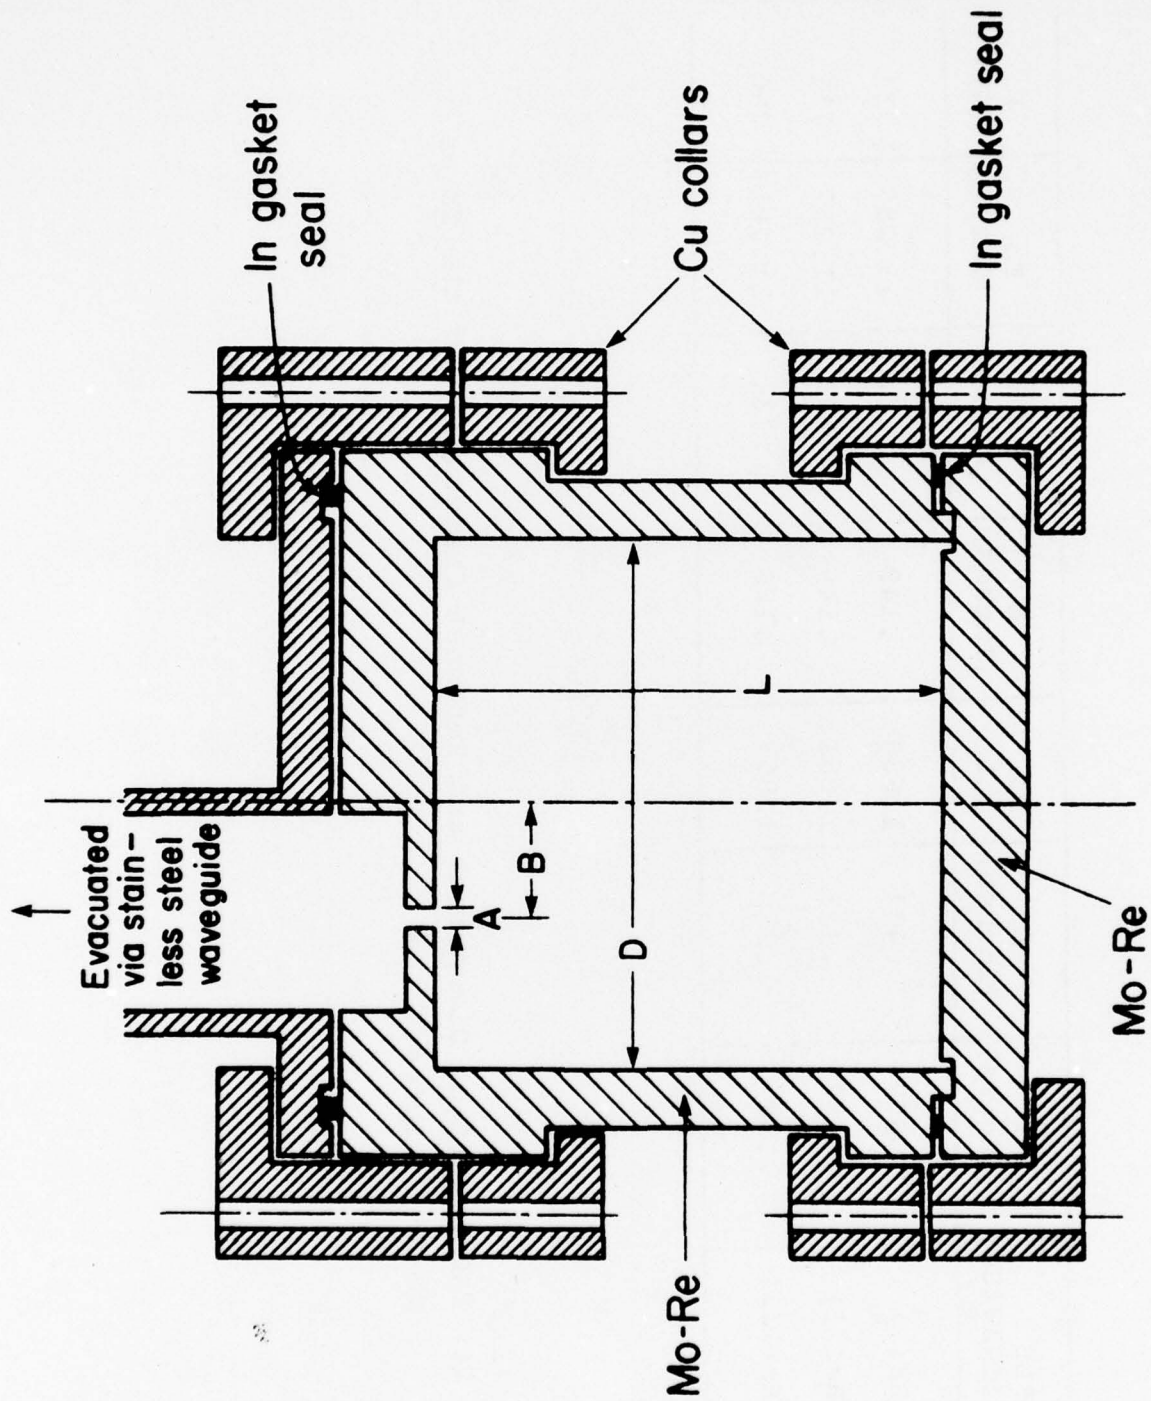 Evacuated
via stain-
less steel
waveguide
In gasket
seal
Cu collars
In gasket seal
A
B
D
L
Mo-Re
Mo-Re